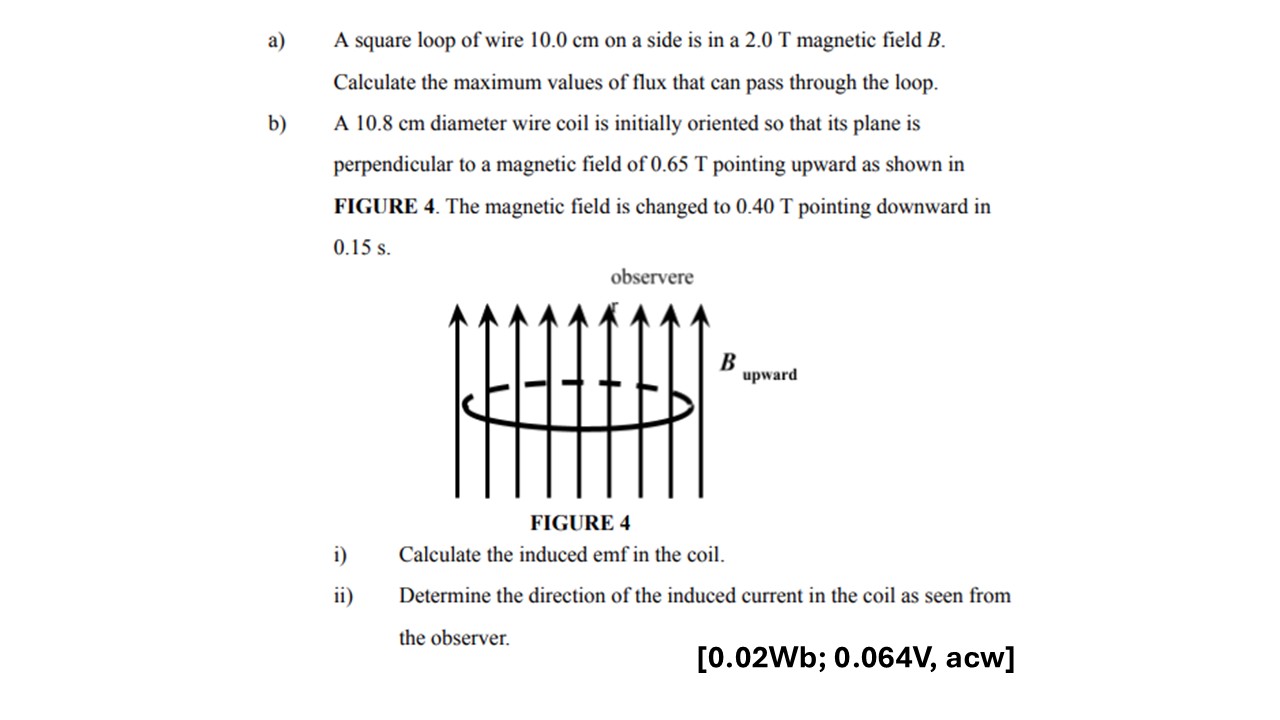 a) A square loop of wire 10.0 cm on a side is in a 2.0 T magnetic field B.
Calculate the maximum values of flux that can pass through the loop.
b) A 10.8 cm diameter wire coil is initially oriented so that its plane is
perpendicular to a magnetic field of 0.65 T pointing upward as shown in
FIGURE 4. The magnetic field is changed to 0.40 T pointing downward in
0.15 s.
observere
r
B upward
FIGURE 4
i) Calculate the induced emf in the coil.
ii) Determine the direction of the induced current in the coil as seen from
the observer.
[0.02Wb; 0.064V, acw]